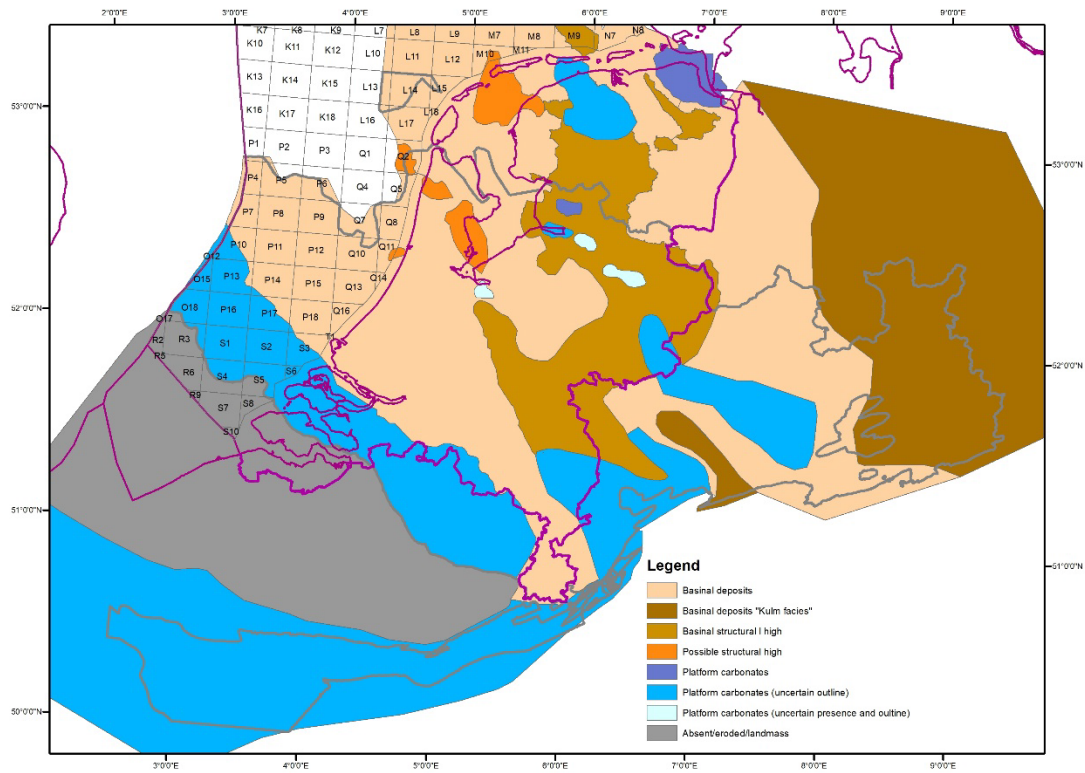 2°0'0"E 3°0'0"E 4°0'0"E 5°0'0"E 6°0'0"E 7°0'0"E 8°0'0"E 9°0'0"E
K7 K8 K9 L7 L8 L9 M7 M8 M9 N7 N8
K10 K11 K12 L10 L11 L12 M10 M11
53°0'0"N K13 K14 K15 L13 L14 L15
K16 K17 K18 L16 L17 L18
P1 P2 P3 Q1 Q2 53°0'0"N
P4 P5 P6 Q4 Q5
P7 P8 P9 Q7 Q8
O12 P10 P11 P12 Q10 Q11
O15 P13 P14 P15 Q13 Q14
52°0'0"N O17 O18 P16 P17 P18 Q16
R2 R3 S1 S2 S3 T1
R5 R6 S4 S5 S6 52°0'0"N
R9 S7 S8
S10
51°0'0"N
Legend
Basinal deposits
Basinal deposits "Kulm facies"
Basinal structural l high
Possible structural high
Platform carbonates
Platform carbonates (uncertain outline)
Platform carbonates (uncertain presence and oultine)
Absent/eroded/landmass
51°0'0"N
50°0'0"N
3°0'0"E 4°0'0"E 5°0'0"E 6°0'0"E 7°0'0"E 8°0'0"E 9°0'0"E